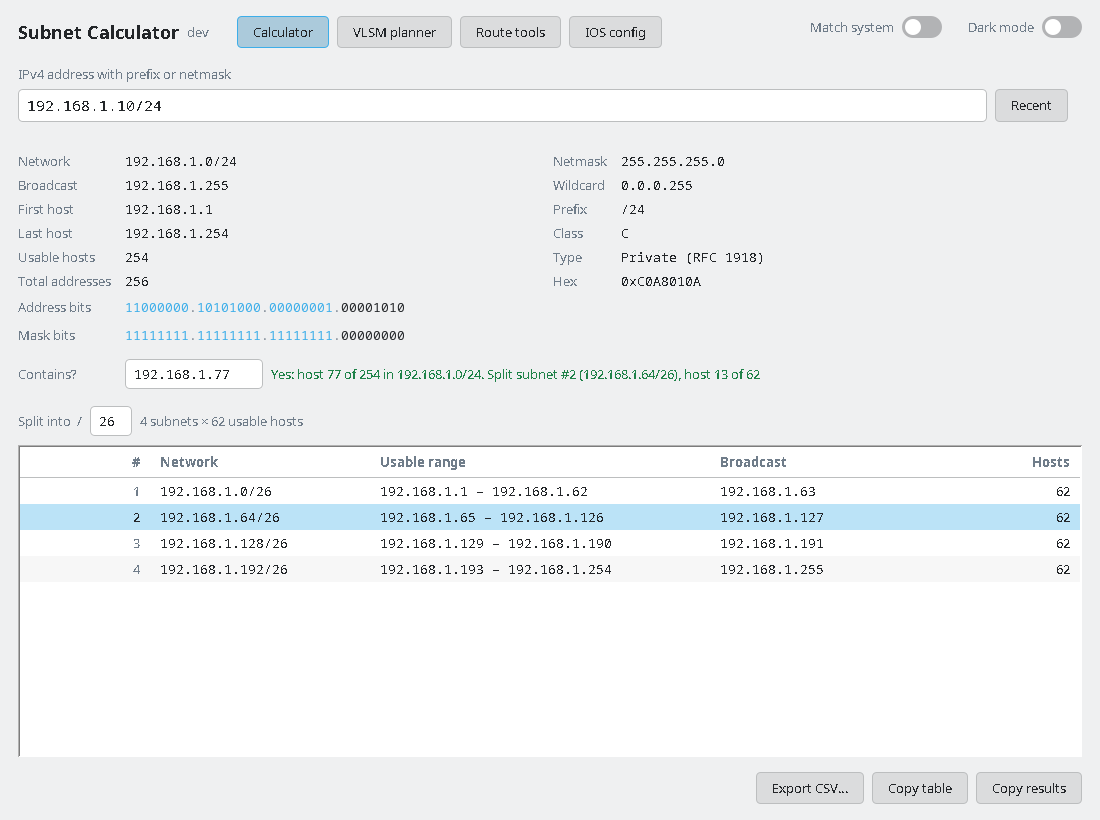 Subnet Calculator dev Calculator VLSM planner Route tools IOS config Match system Dark mode
IPv4 address with prefix or netmask
192.168.1.10/24 Recent
Network 192.168.1.0/24 Netmask 255.255.255.0
Broadcast 192.168.1.255 Wildcard 0.0.0.255
First host 192.168.1.1 Prefix /24
Last host 192.168.1.254 Class C
Usable hosts 254 Type Private (RFC 1918)
Total addresses 256 Hex 0xC0A8010A
Address bits 11000000.10101000.00000001.00001010
Mask bits 11111111.11111111.11111111.00000000
Contains? 192.168.1.77 Yes: host 77 of 254 in 192.168.1.0/24. Split subnet #2 (192.168.1.64/26), host 13 of 62
Split into / 26 4 subnets × 62 usable hosts
# Network Usable range Broadcast Hosts
1 192.168.1.0/26 192.168.1.1 – 192.168.1.62 192.168.1.63 62
2 192.168.1.64/26 192.168.1.65 – 192.168.1.126 192.168.1.127 62
3 192.168.1.128/26 192.168.1.129 – 192.168.1.190 192.168.1.191 62
4 192.168.1.192/26 192.168.1.193 – 192.168.1.254 192.168.1.255 62
Export CSV... Copy table Copy results